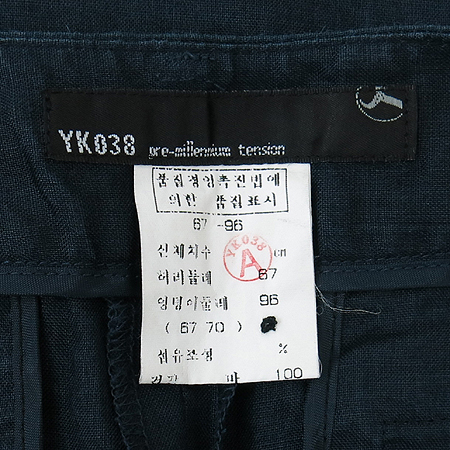 YK038 pre-millennium tension
품질경영촉진법에
의한 품질표시
67-96
신체치수 cm
YK038
A
허리둘레 67
엉덩이둘레 96
( 67 70 )
섬유조성 %
마 100